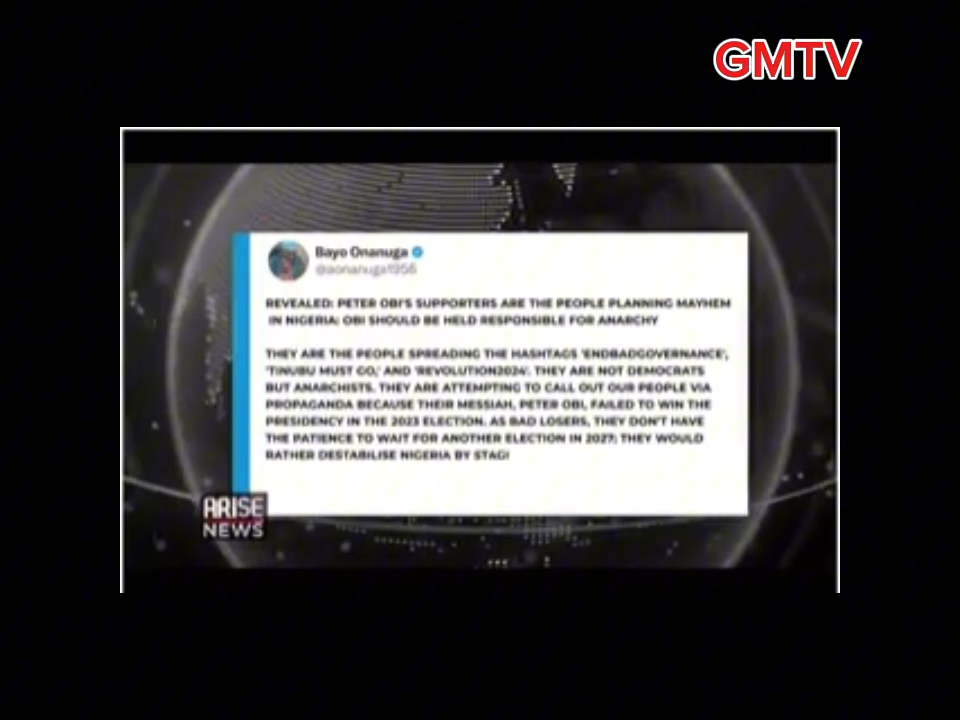 GMTV
Bayo Onanuga
@aonanuga1956
REVEALED: PETER OBI'S SUPPORTERS ARE THE PEOPLE PLANNING MAYHEM
IN NIGERIA: OBI SHOULD BE HELD RESPONSIBLE FOR ANARCHY
THEY ARE THE PEOPLE SPREADING THE HASHTAGS 'ENDBADGOVERNANCE',
'TINUBU MUST GO,' AND 'REVOLUTION2024'. THEY ARE NOT DEMOCRATS
BUT ANARCHISTS. THEY ARE ATTEMPTING TO CALL OUT OUR PEOPLE VIA
PROPAGANDA BECAUSE THEIR MESSIAH, PETER OBI, FAILED TO WIN THE
PRESIDENCY IN THE 2023 ELECTION. AS BAD LOSERS, THEY DON'T HAVE
THE PATIENCE TO WAIT FOR ANOTHER ELECTION IN 2027; THEY WOULD
RATHER DESTABILISE NIGERIA BY STAGI
ARISE
NEWS